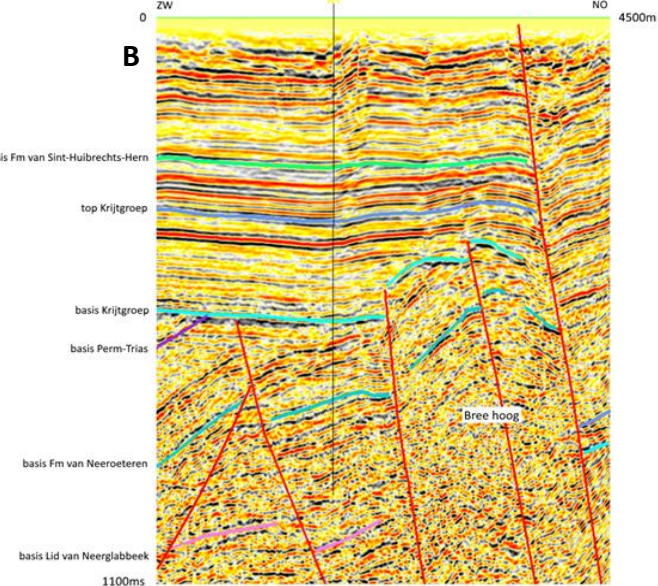 ZW
NO
0
4500m
B
is Fm van Sint-Huibrechts-Hern
top Krijtgroep
basis Krijtgroep
basis Perm-Trias
Bree hoog
basis Fm van Neeroeteren
basis Lid van Neerglabbeek
1100ms